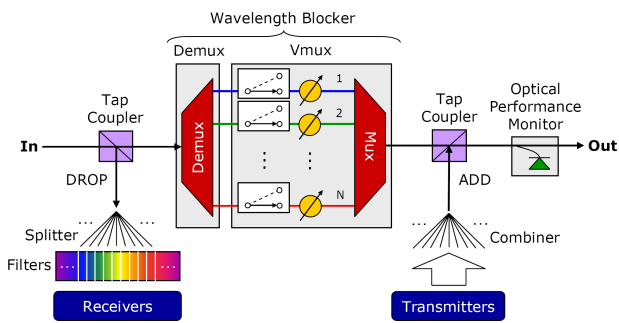 Wavelength Blocker
Demux
Vmux
Tap
Coupler
Tap
Coupler
Optical
Performance
Monitor
In
Demux
1
2
N
...
...
Mux
Out
DROP
ADD
Splitter
...
...
...
...
Combiner
Filters
...
...
Receivers
Transmitters